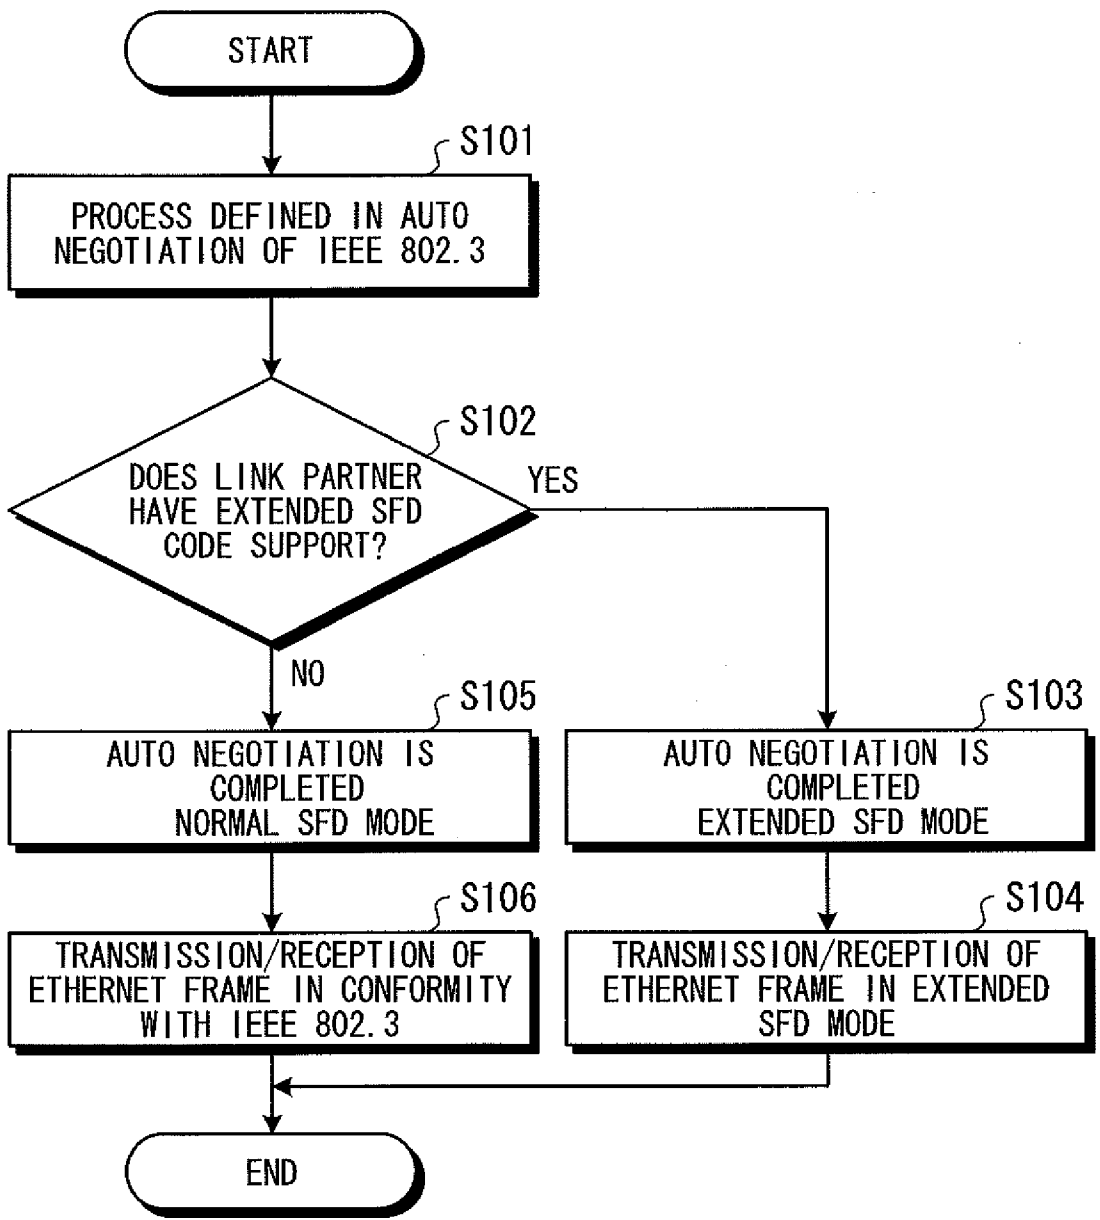 START
S101
PROCESS DEFINED IN AUTO
NEGOTIATION OF IEEE 802.3
S102
DOES LINK PARTNER
HAVE EXTENDED SFD
CODE SUPPORT?
YES
NO
S105
AUTO NEGOTIATION IS
COMPLETED
NORMAL SFD MODE
S103
AUTO NEGOTIATION IS
COMPLETED
EXTENDED SFD MODE
S106
TRANSMISSION/RECEPTION OF
ETHERNET FRAME IN CONFORMITY
WITH IEEE 802.3
S104
TRANSMISSION/RECEPTION OF
ETHERNET FRAME IN EXTENDED
SFD MODE
END